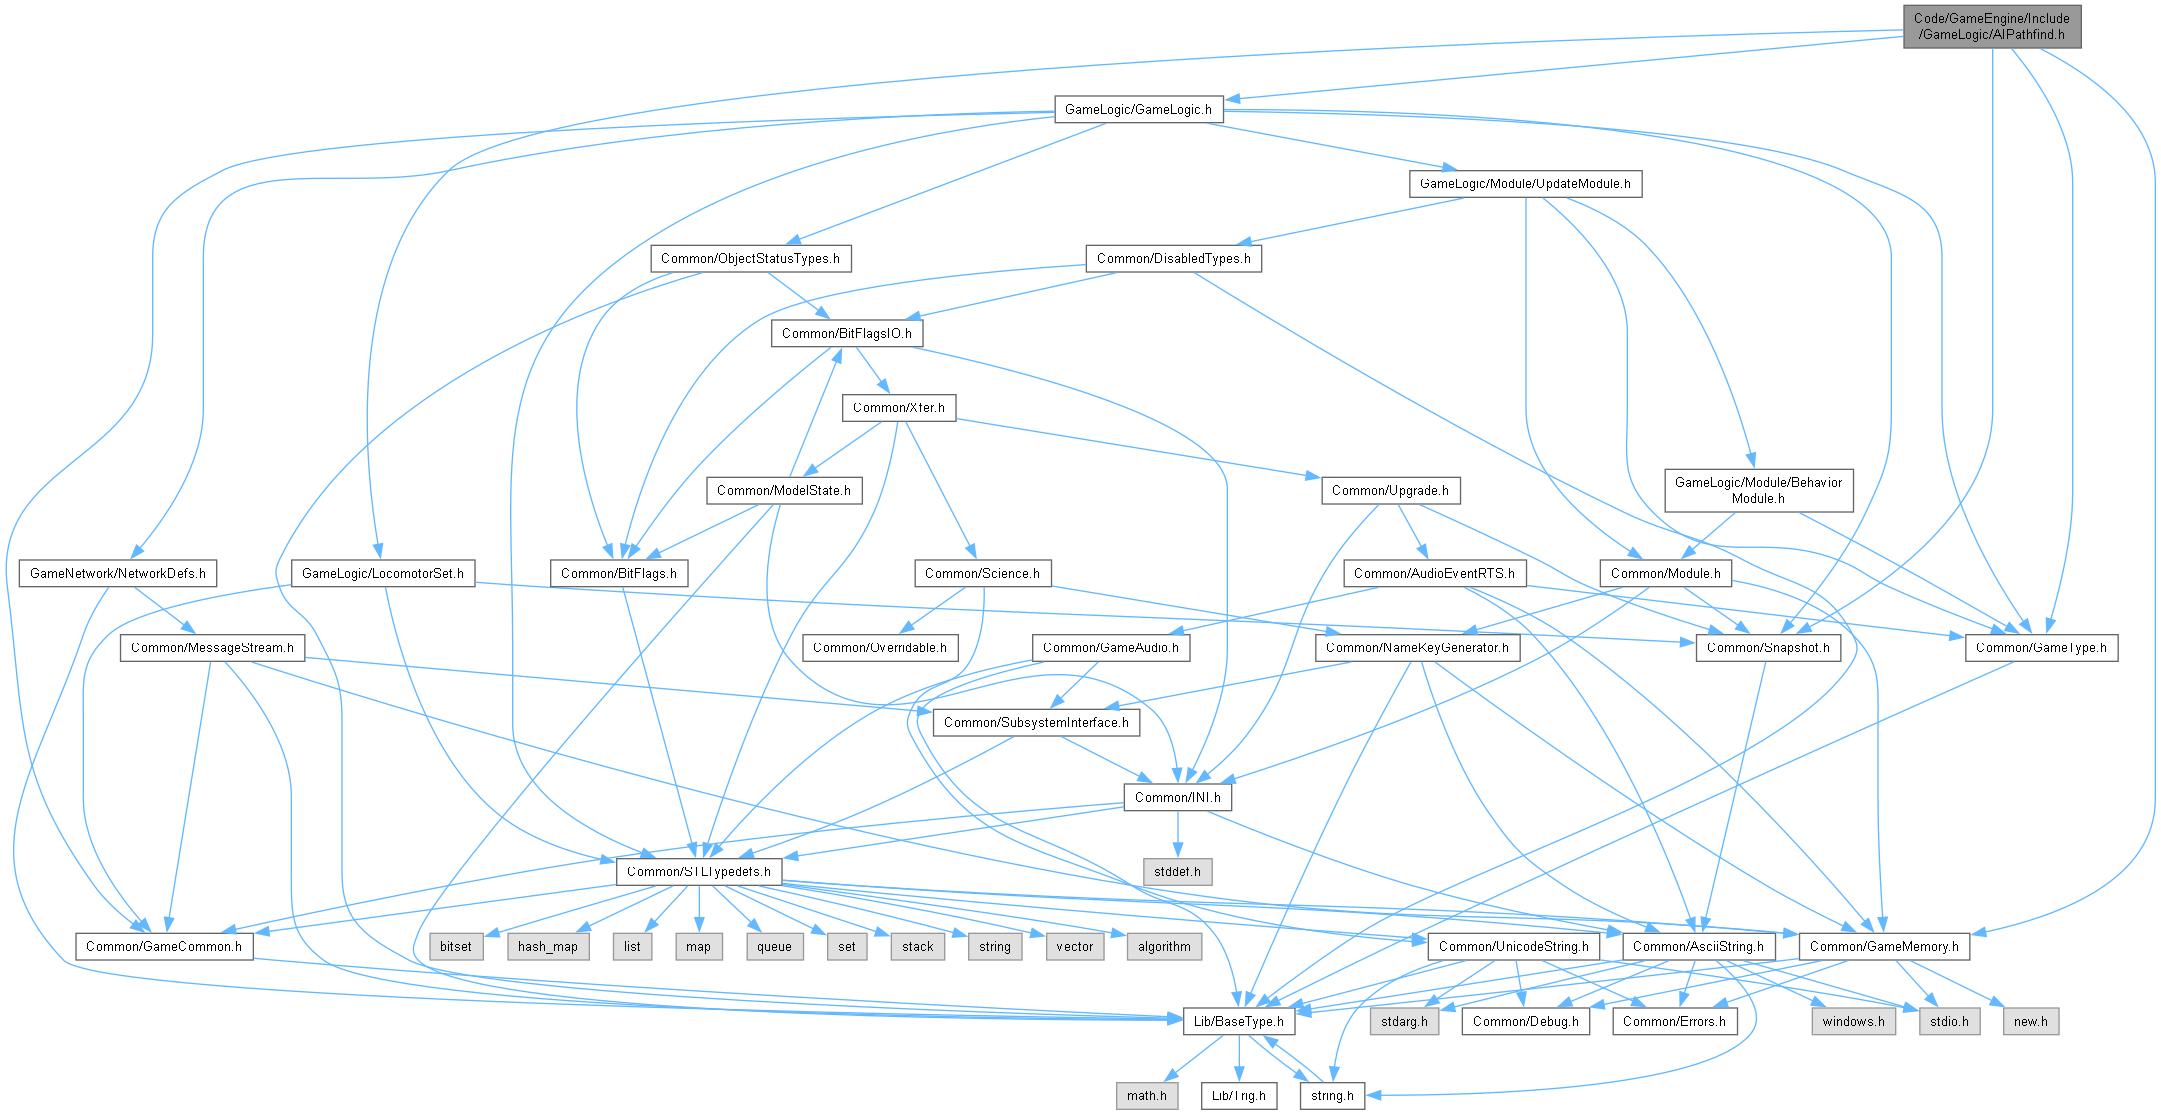 Code/GameEngine/Include
/GameLogic/AIPathfind.h
GameLogic/GameLogic.h
GameLogic/Module/UpdateModule.h
Common/ObjectStatusTypes.h
Common/DisabledTypes.h
Common/BitFlagsIO.h
Common/Xfer.h
Common/ModelState.h
Common/Upgrade.h
GameLogic/Module/Behavior
Module.h
GameNetwork/NetworkDefs.h
GameLogic/LocomotorSet.h
Common/BitFlags.h
Common/Science.h
Common/AudioEventRTS.h
Common/Module.h
Common/MessageStream.h
Common/Overridable.h
Common/GameAudio.h
Common/NameKeyGenerator.h
Common/Snapshot.h
Common/GameType.h
Common/SubsystemInterface.h
Common/INI.h
Common/STLTypedefs.h
stddef.h
Common/GameCommon.h
bitset
hash_map
list
map
queue
set
stack
string
vector
algorithm
Common/UnicodeString.h
Common/AsciiString.h
Common/GameMemory.h
Lib/BaseType.h
stdarg.h
Common/Debug.h
Common/Errors.h
windows.h
stdio.h
new.h
math.h
Lib/Trig.h
string.h